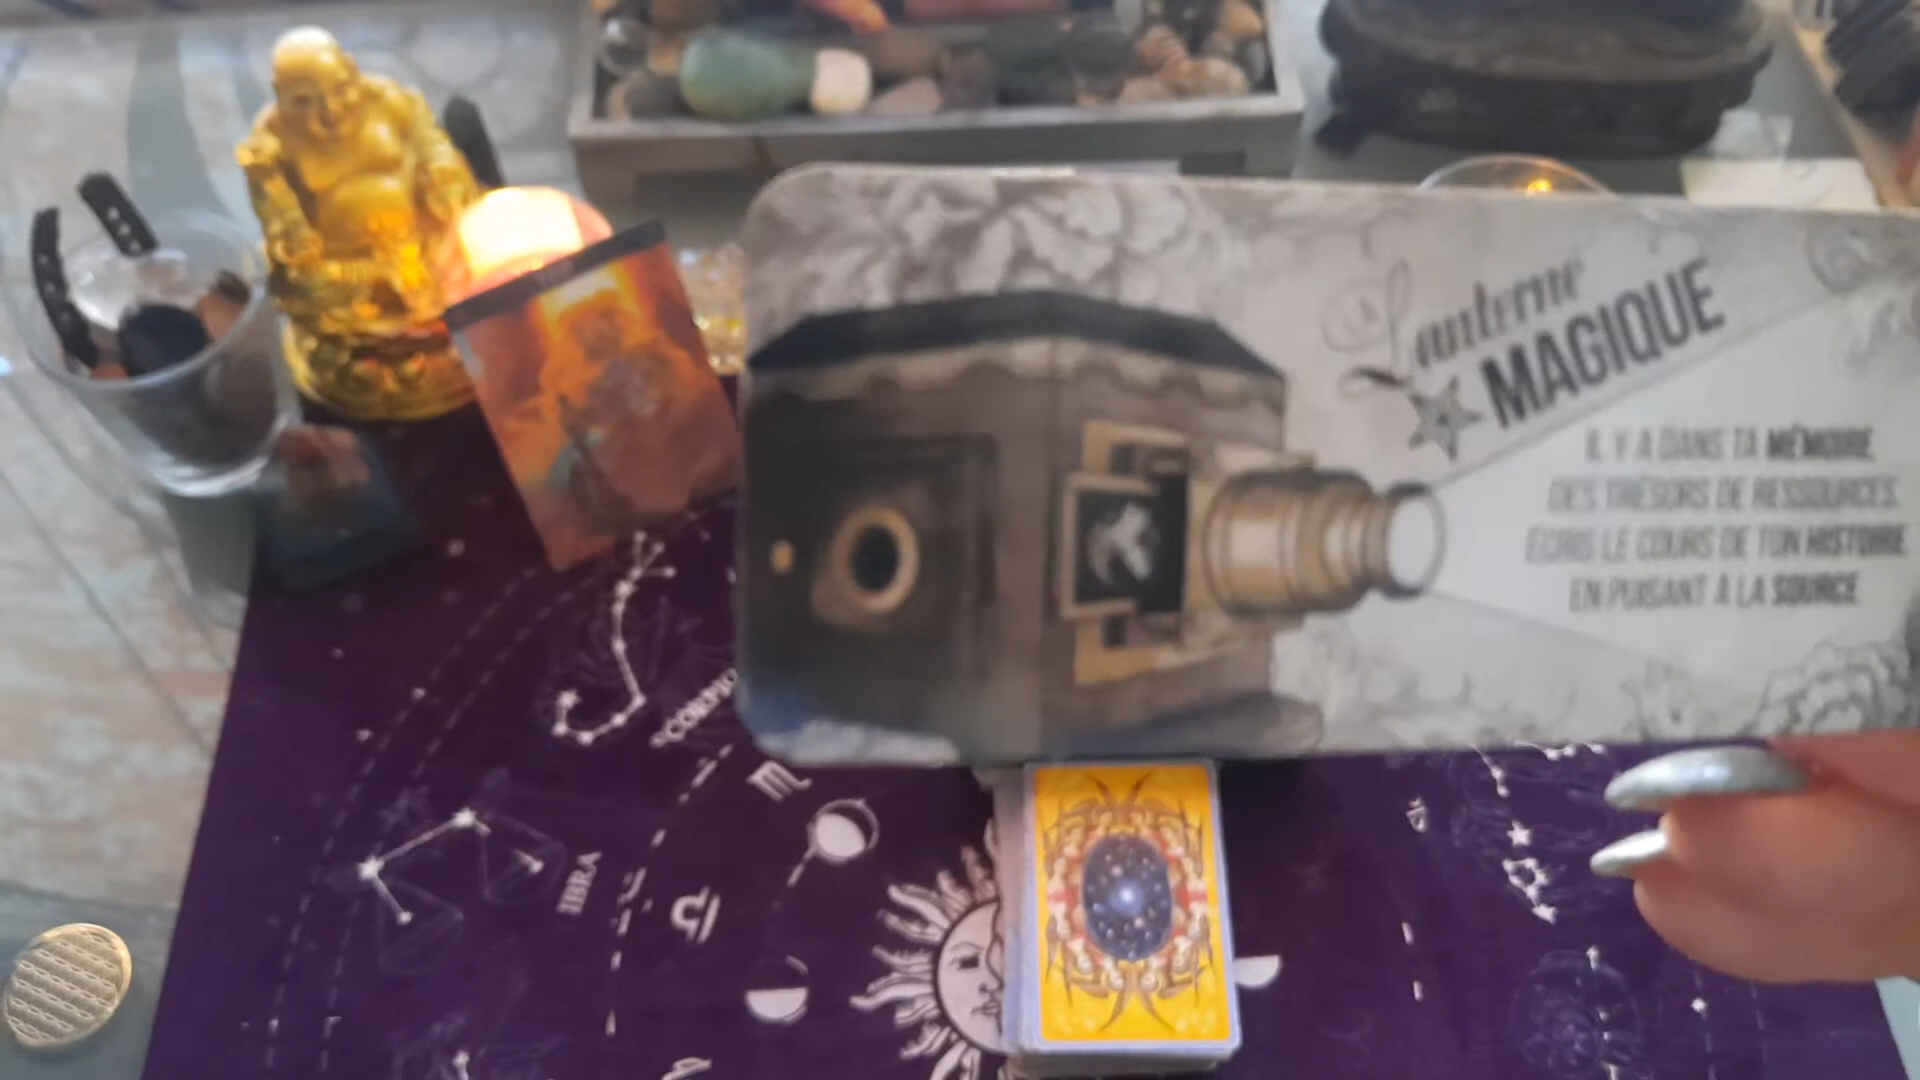 LA
Lanterne
MAGIQUE
IL Y A DANS TA MÉMOIRE
DES TRÉSORS DE RESSOURCES.
ÉCRIS LE COURS DE TON HISTOIRE
EN PUISANT À LA SOURCE
SCORPIO
LIBRA